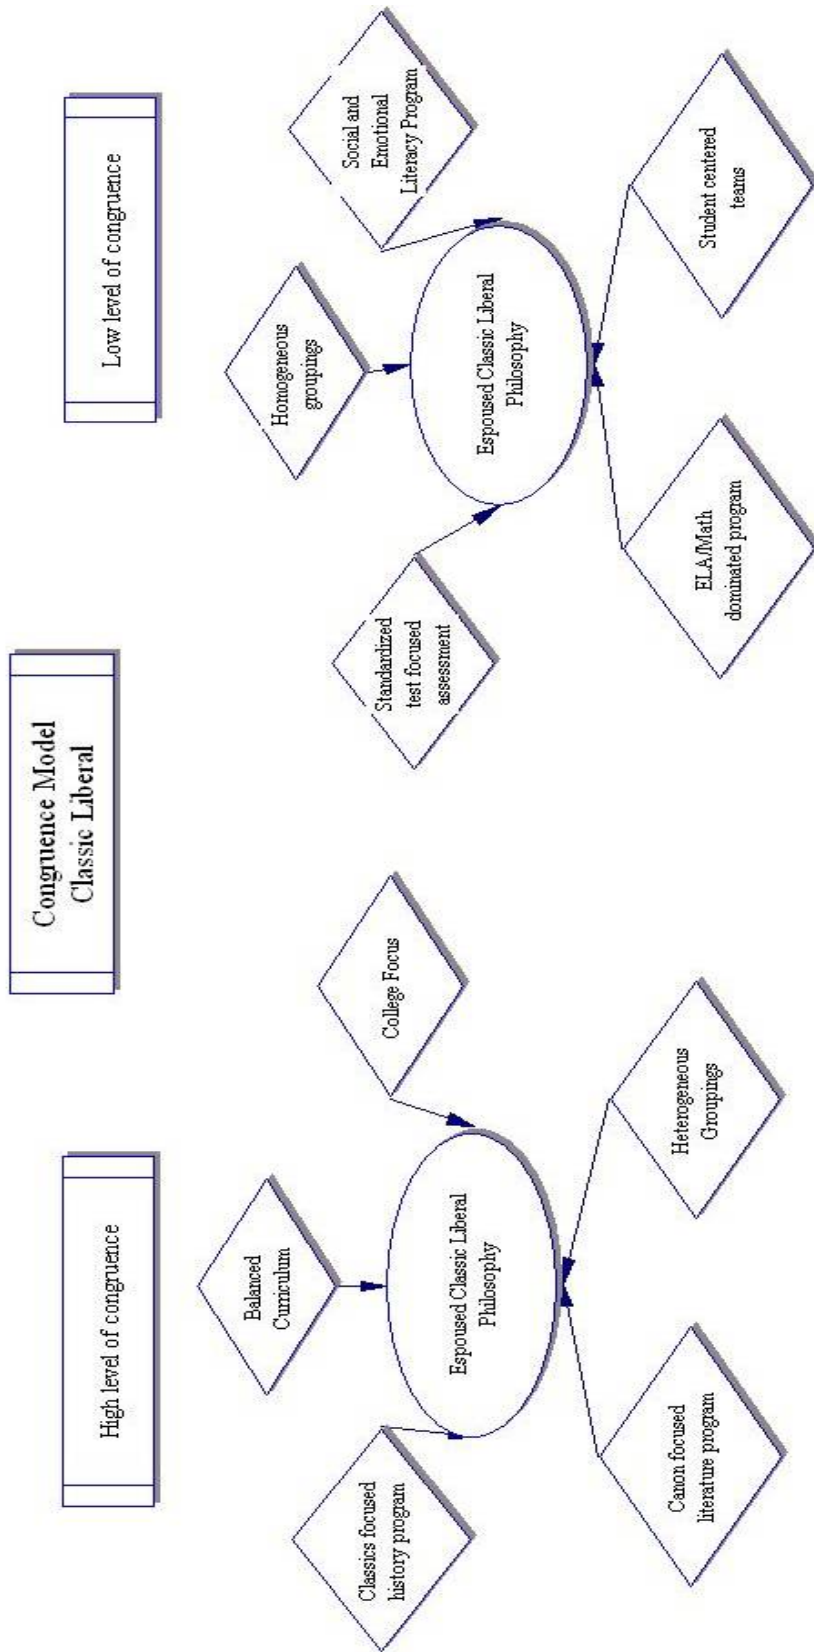 Congruence Model
Classic Liberal
High level of congruence
Balanced
Curriculum
Classics focused
history program
College Focus
Espoused Classic Liberal
Philosophy
Canon focused
literature program
Heterogeneous
Groupings
Low level of congruence
Homogeneous
groupings
Standardized
test focused
assessment
Social and
Emotional
Literacy Program
Espoused Classic Liberal
Philosophy
ELA/Math
dominated program
Student centered
teams